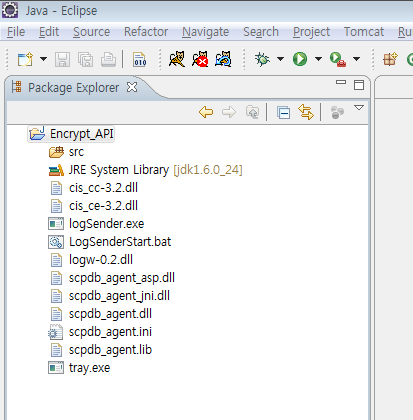 Java - Eclipse
File Edit Source Refactor Navigate Search Project Tomcat Ru
010
Package Explorer
Encrypt_API
src
JRE System Library [jdk1.6.0_24]
cis_cc-3.2.dll
cis_ce-3.2.dll
logSender.exe
LogSenderStart.bat
logw-0.2.dll
scpdb_agent_asp.dll
scpdb_agent_jni.dll
scpdb_agent.dll
scpdb_agent.ini
scpdb_agent.lib
tray.exe